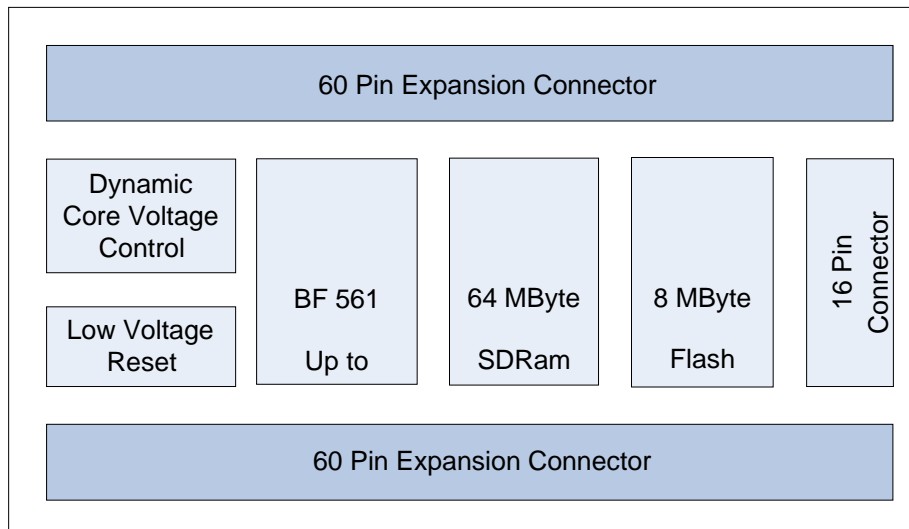 60 Pin Expansion Connector
Dynamic
Core Voltage
Control
Low Voltage
Reset
BF 561
Up to
64 MByte
SDRam
8 MByte
Flash
16 Pin
Connector
60 Pin Expansion Connector